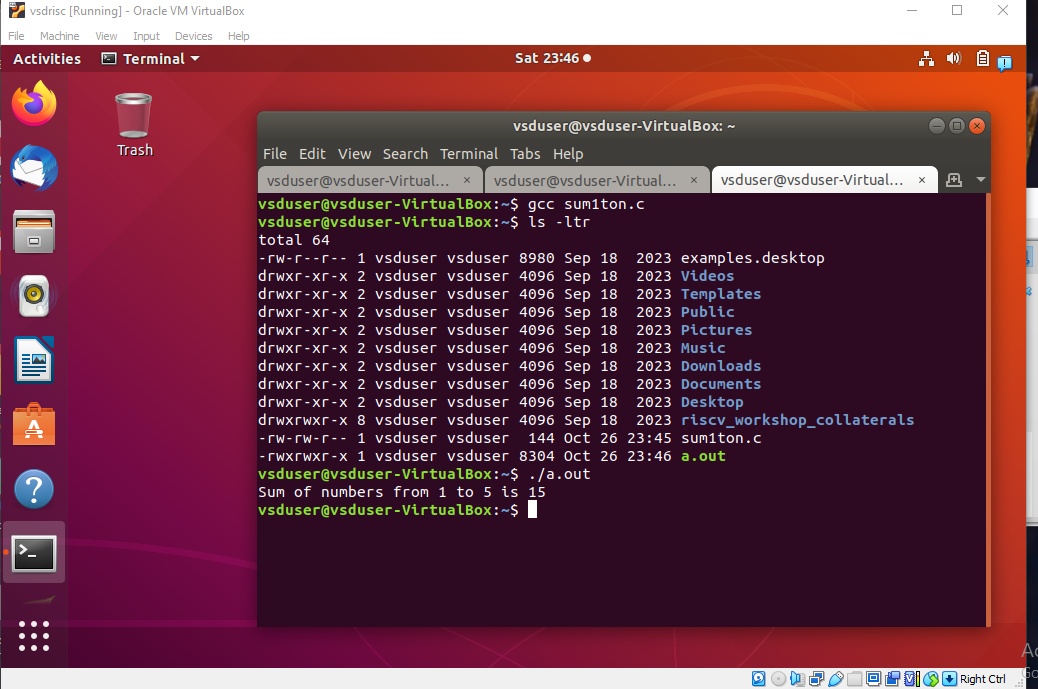 vsdrisc [Running] - Oracle VM VirtualBox
File Machine View Input Devices Help
Activities Terminal Sat 23:46
Trash
vsduser@vsduser-VirtualBox: ~
File Edit View Search Terminal Tabs Help
vsduser@vsduser-Virtual... × vsduser@vsduser-Virtual... × vsduser@vsduser-Virtual... ×
vsduser@vsduser-VirtualBox:~$ gcc sum1ton.c
vsduser@vsduser-VirtualBox:~$ ls -ltr
total 64
-rw-r--r-- 1 vsduser vsduser 8980 Sep 18  2023 examples.desktop
drwxr-xr-x 2 vsduser vsduser 4096 Sep 18  2023 Videos
drwxr-xr-x 2 vsduser vsduser 4096 Sep 18  2023 Templates
drwxr-xr-x 2 vsduser vsduser 4096 Sep 18  2023 Public
drwxr-xr-x 2 vsduser vsduser 4096 Sep 18  2023 Pictures
drwxr-xr-x 2 vsduser vsduser 4096 Sep 18  2023 Music
drwxr-xr-x 2 vsduser vsduser 4096 Sep 18  2023 Downloads
drwxr-xr-x 2 vsduser vsduser 4096 Sep 18  2023 Documents
drwxr-xr-x 2 vsduser vsduser 4096 Sep 18  2023 Desktop
drwxrwxr-x 8 vsduser vsduser 4096 Sep 18  2023 riscv_workshop_collaterals
-rw-rw-r-- 1 vsduser vsduser  144 Oct 26 23:45 sum1ton.c
-rwxrwxr-x 1 vsduser vsduser 8304 Oct 26 23:46 a.out
vsduser@vsduser-VirtualBox:~$ ./a.out
Sum of numbers from 1 to 5 is 15
vsduser@vsduser-VirtualBox:~$
Right Ctrl